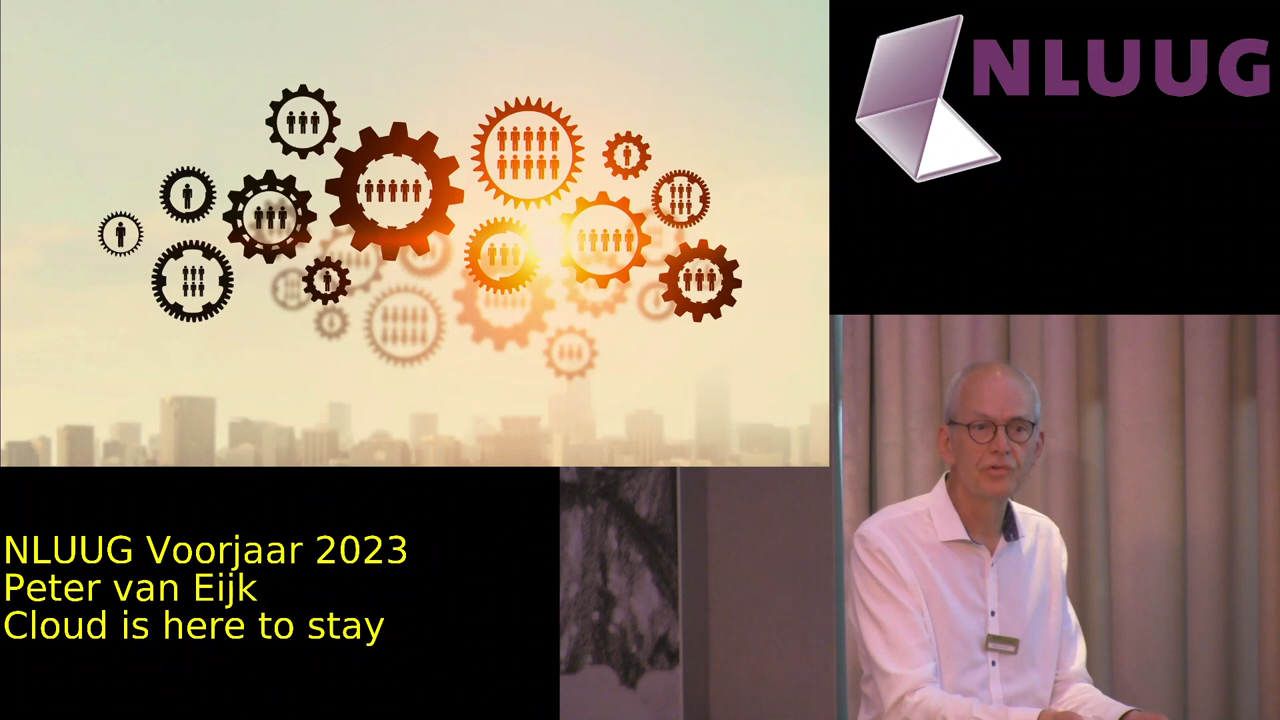 NLUUG
NLUUG Voorjaar 2023
Peter van Eijk
Cloud is here to stay